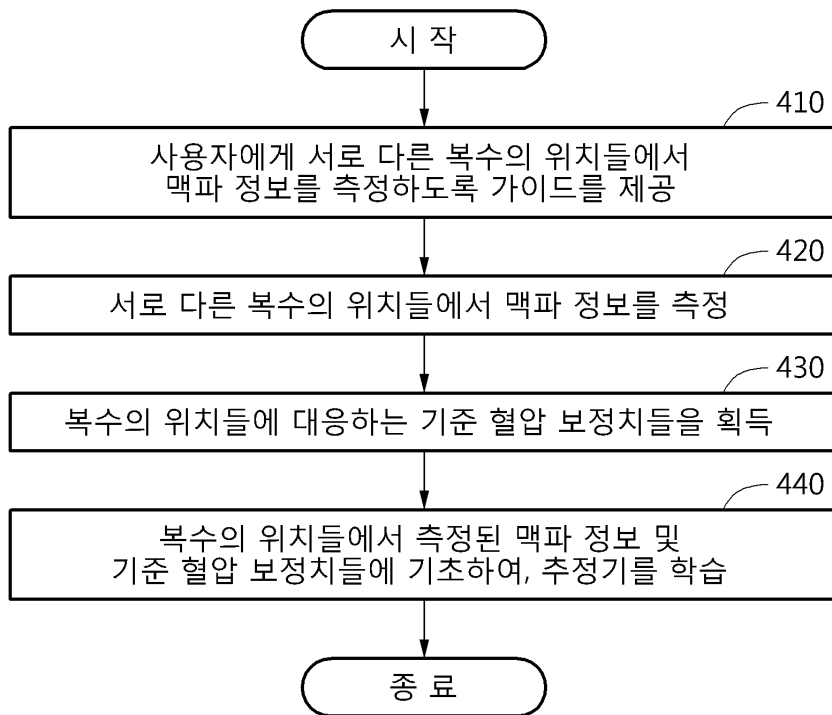 시 작
410
사용자에게 서로 다른 복수의 위치들에서
맥파 정보를 측정하도록 가이드를 제공
420
서로 다른 복수의 위치들에서 맥파 정보를 측정
430
복수의 위치들에 대응하는 기준 혈압 보정치들을 획득
440
복수의 위치들에서 측정된 맥파 정보 및
기준 혈압 보정치들에 기초하여, 추정기를 학습
종 료